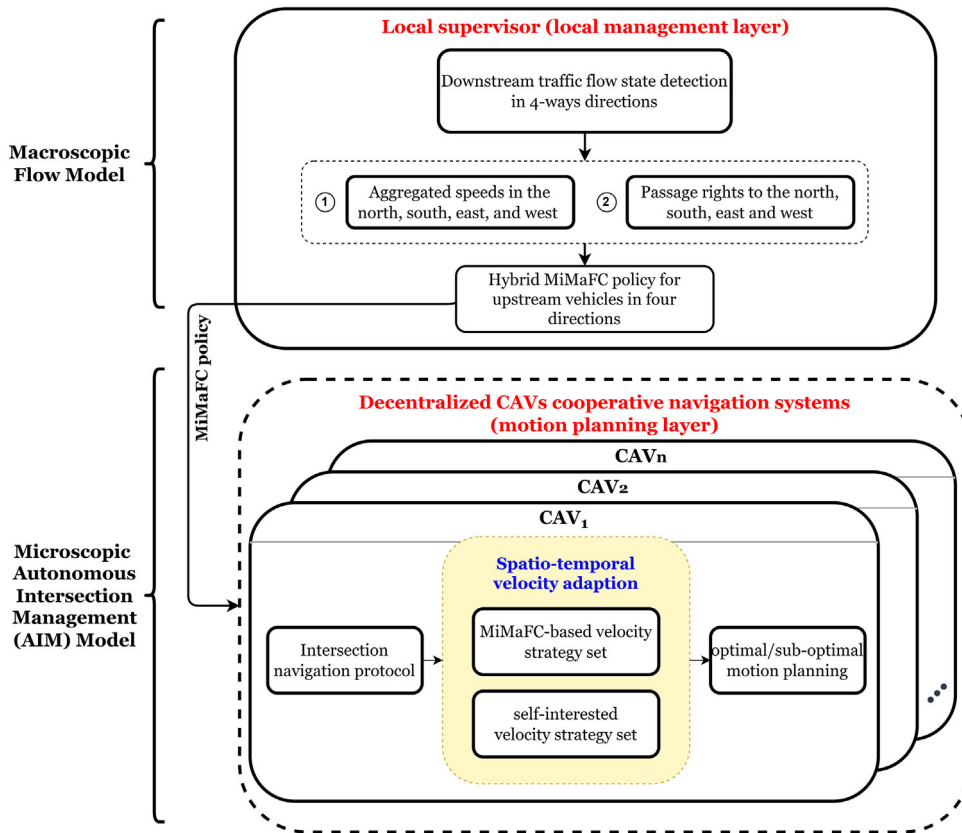 Local supervisor (local management layer)
Downstream traffic flow state detection
in 4-ways directions
Macroscopic
Flow Model
1
Aggregated speeds in the
north, south, east, and west
2
Passage rights to the north,
south, east and west
Hybrid MiMaFC policy for
upstream vehicles in four
directions
MiMaFC policy
Decentralized CAVs cooperative navigation systems
(motion planning layer)
CAVn
CAV2
CAV1
Microscopic
Autonomous
Intersection
Management
(AIM) Model
Spatio-temporal
velocity adaption
Intersection
navigation protocol
MiMaFC-based velocity
strategy set
self-interested
velocity strategy set
optimal/sub-optimal
motion planning